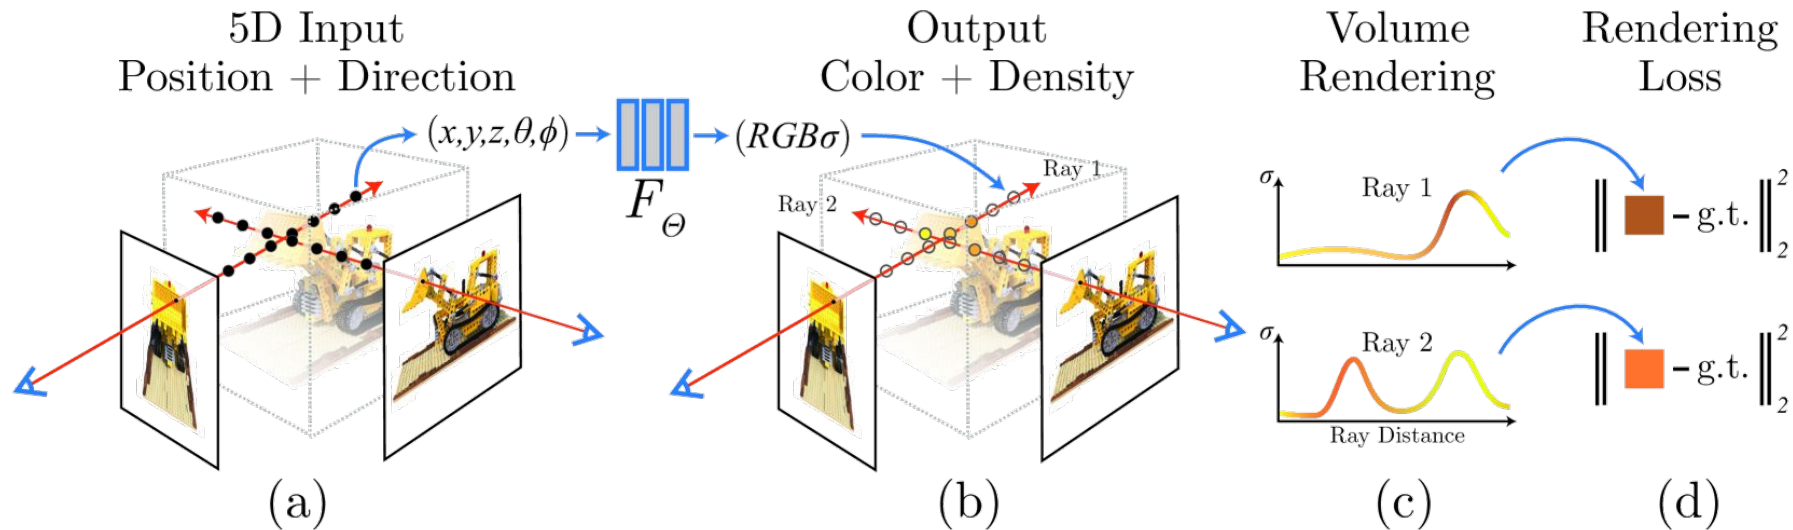 5D Input
Position + Direction
Output
Color + Density
Volume
Rendering
Rendering
Loss
(x,y,z,θ,ϕ)
F_Θ
(RGBσ)
Ray 1
Ray 2
σ
Ray 1
‖ - g.t. ‖²₂
σ
Ray 2
Ray Distance
‖ - g.t. ‖²₂
(a)
(b)
(c)
(d)